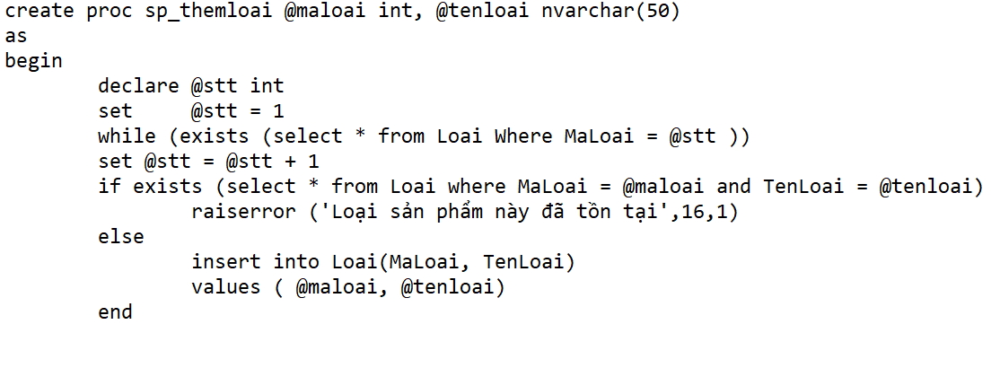 create proc sp_themloai @maloai int, @tenloai nvarchar(50)
as
begin
declare @stt int
set @stt = 1
while (exists (select * from Loai Where MaLoai = @stt ))
set @stt = @stt + 1
if exists (select * from Loai where MaLoai = @maloai and TenLoai = @tenloai)
raiserror ('Loại sản phẩm này đã tồn tại',16,1)
else
insert into Loai(MaLoai, TenLoai)
values ( @maloai, @tenloai)
end